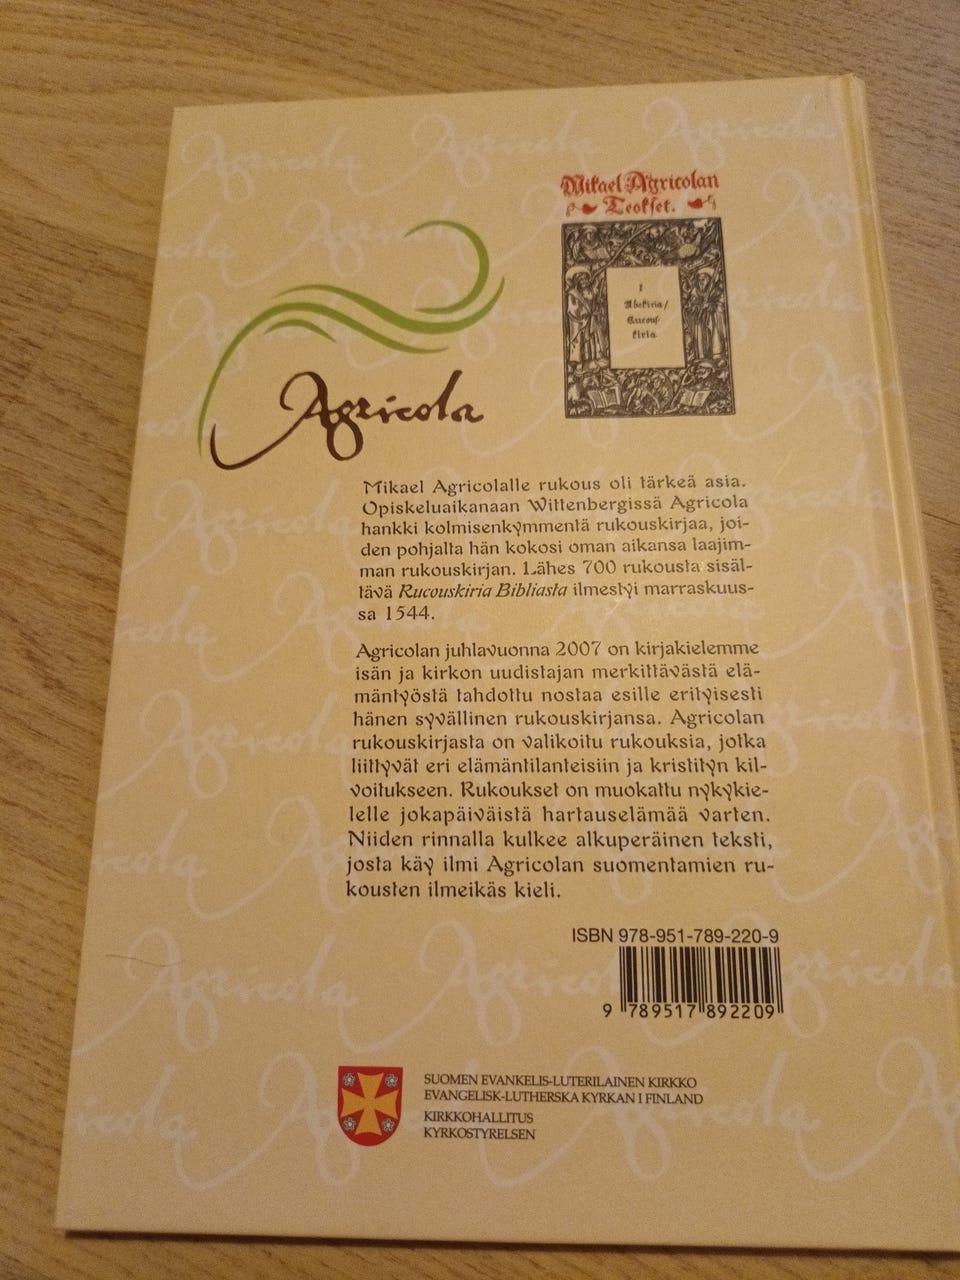 Mikael Agricolan
Teokset.
I
Abckiria/
Rucous-
kiria
Agricola
Mikael Agricolalle rukous oli tärkeä asia.
Opiskeluaikanaan Wittenbergissä Agricola
hankki kolmisenkymmentä rukouskirjaa, joi-
den pohjalta hän kokosi oman aikansa laajim-
man rukouskirjan. Lähes 700 rukousta sisäl-
tävä Rucouskiria Bibliasta ilmestyi marraskuus-
sa 1544.
Agricolan juhlavuonna 2007 on kirjakielemme
isän ja kirkon uudistajan merkittävästä elä-
mäntyöstä tahdottu nostaa esille erityisesti
hänen syvällinen rukouskirjansa. Agricolan
rukouskirjasta on valikoitu rukouksia, jotka
liittyvät eri elämäntilanteisiin ja kristityn kil-
voitukseen. Rukoukset on muokattu nykykie-
lelle jokapäiväistä hartauselämää varten.
Niiden rinnalla kulkee alkuperäinen teksti,
josta käy ilmi Agricolan suomentamien ru-
kousten ilmeikäs kieli.
ISBN 978-951-789-220-9
9 789517 892209
SUOMEN EVANKELIS-LUTERILAINEN KIRKKO
EVANGELISK-LUTHERSKA KYRKAN I FINLAND
KIRKKOHALLITUS
KYRKOSTYRELSEN